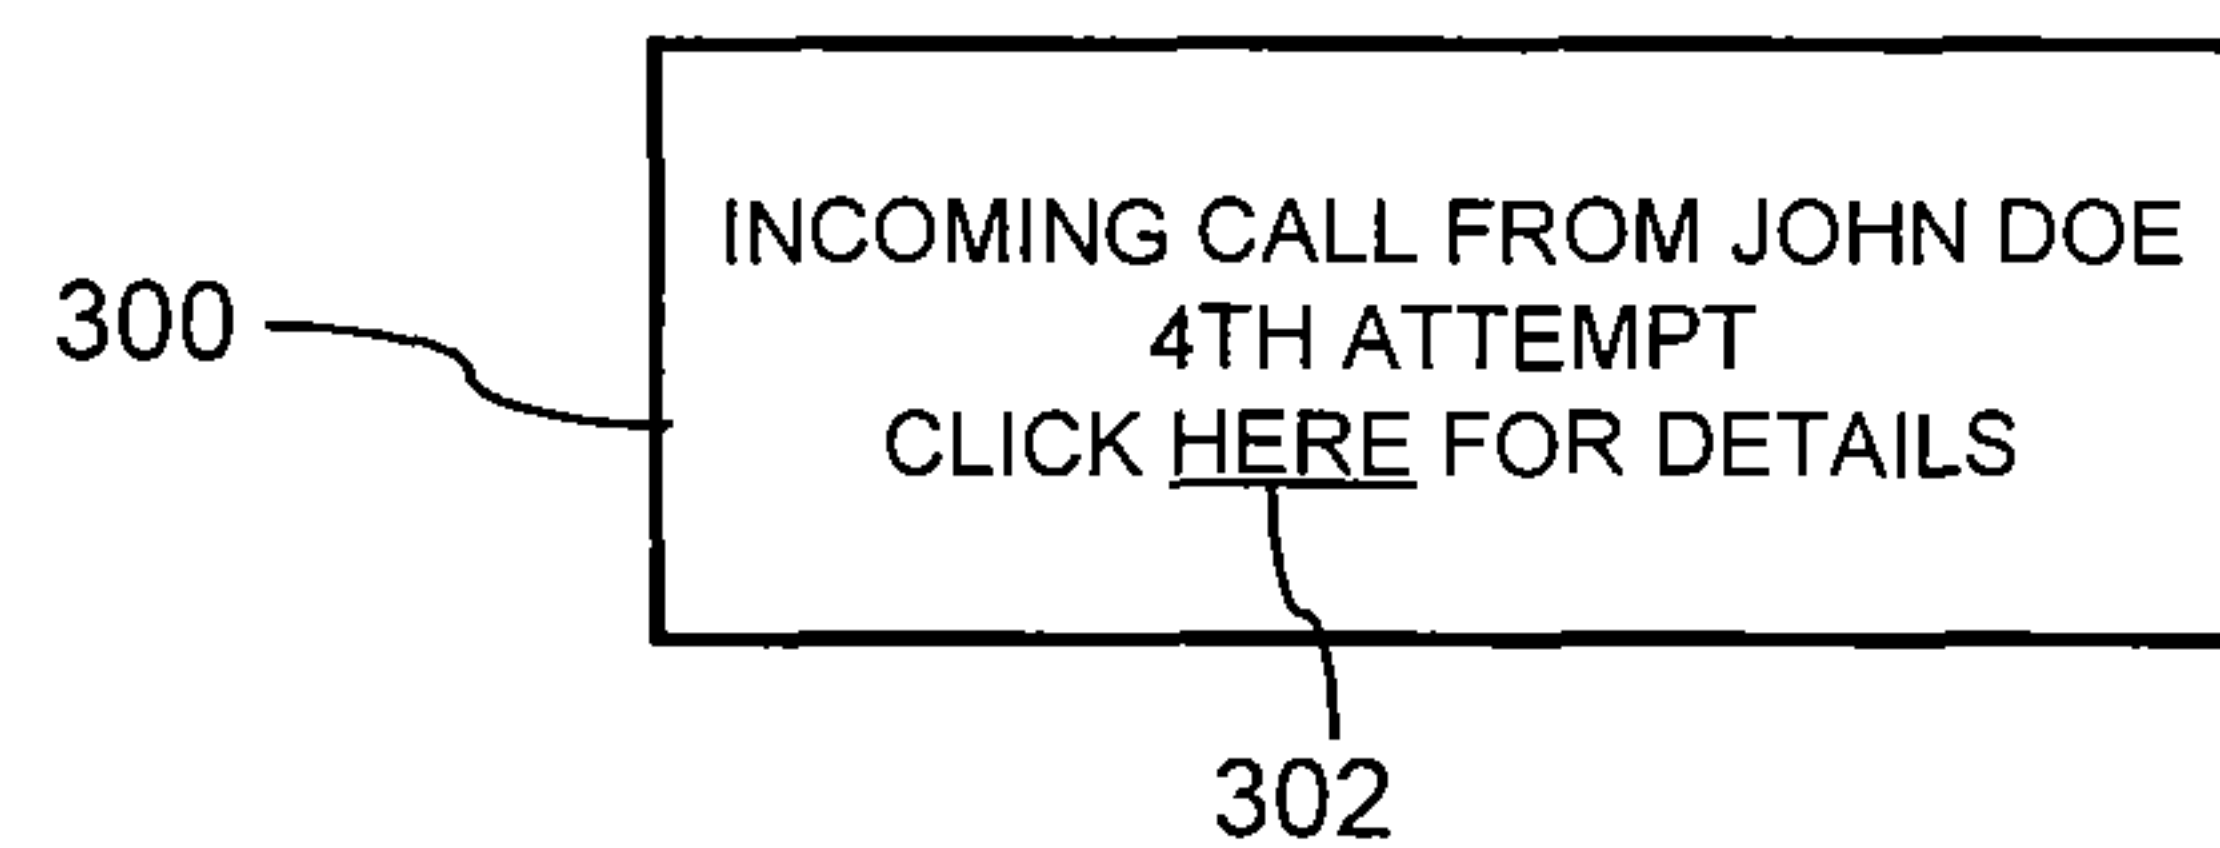 INCOMING CALL FROM JOHN DOE
300
4TH ATTEMPT
CLICK HERE FOR DETAILS
302